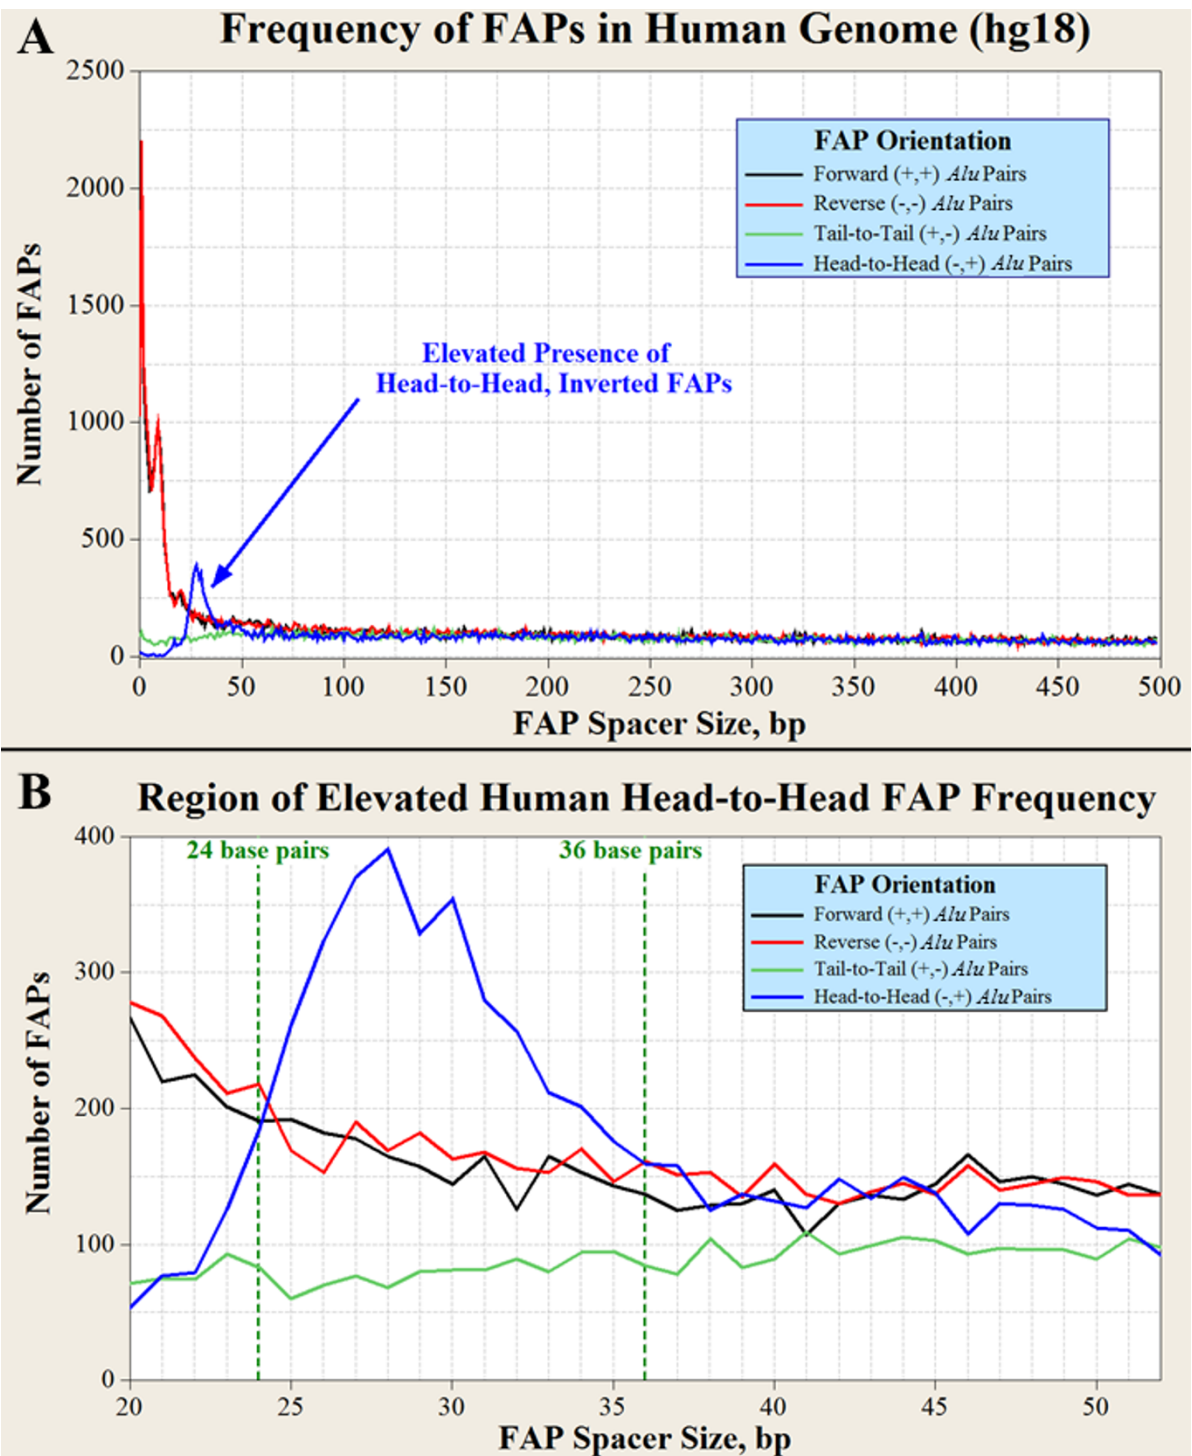 A
Frequency of FAPs in Human Genome (hg18)
2500
2000
1500
1000
500
0
Number of FAPs
FAP Orientation
Forward (+,+) Alu Pairs
Reverse (-,-) Alu Pairs
Tail-to-Tail (+,-) Alu Pairs
Head-to-Head (-,+) Alu Pairs
Elevated Presence of
Head-to-Head, Inverted FAPs
0 50 100 150 200 250 300 350 400 450 500
FAP Spacer Size, bp
B
Region of Elevated Human Head-to-Head FAP Frequency
400
300
200
100
0
Number of FAPs
24 base pairs
36 base pairs
FAP Orientation
Forward (+,+) Alu Pairs
Reverse (-,-) Alu Pairs
Tail-to-Tail (+,-) Alu Pairs
Head-to-Head (-,+) Alu Pairs
20 25 30 35 40 45 50
FAP Spacer Size, bp